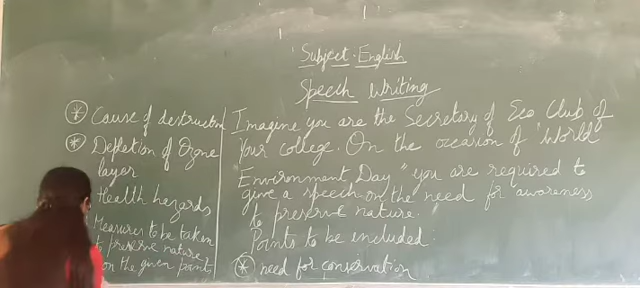 Subject. English
Speech Writing
Imagine you are the Secretary of Eco Club of
Your college. On the occasion of "World
Environment Day" you are required to
give a speech on the need for awareness
to preserve nature.
Points to be included:
* need for conservation
* Cause of destruction
* Depletion of Ozone
layer
Health hazards
Measures to be taken
to preserve nature
on the given points